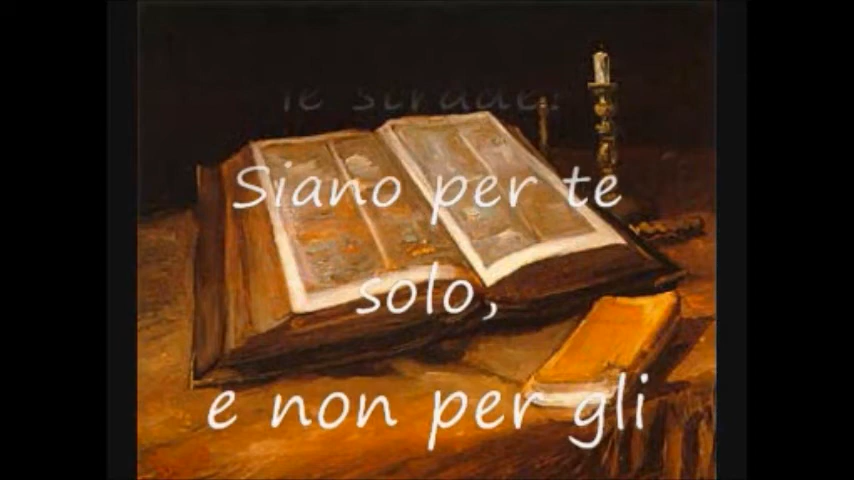 le strade?
Siano per te
solo,
e non per gli